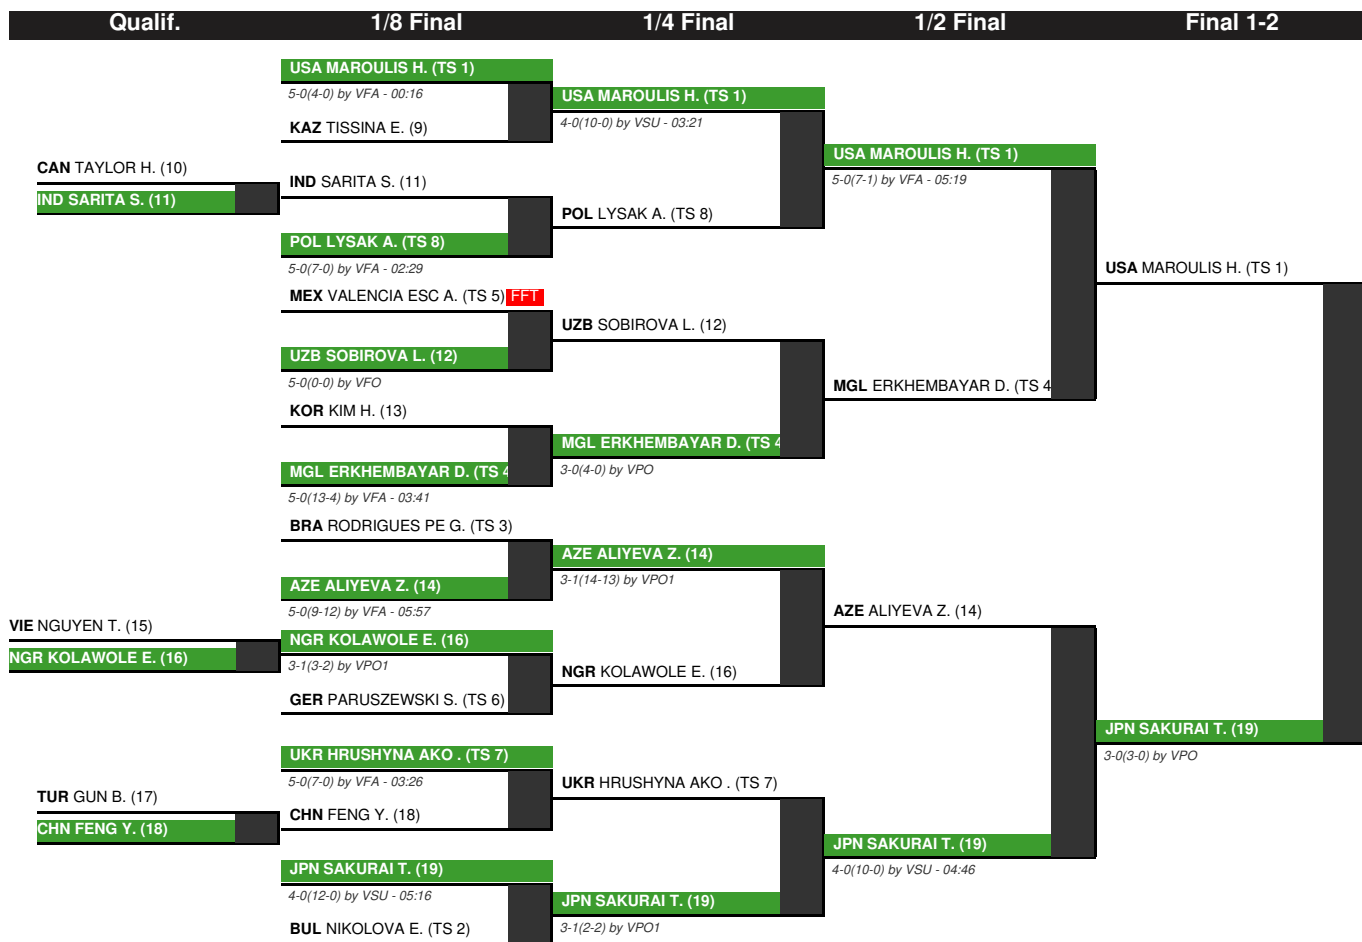 Qualif.
1/8 Final
1/4 Final
1/2 Final
Final 1-2
CAN TAYLOR H. (10)
IND SARITA S. (11)
VIE NGUYEN T. (15)
NGR KOLAWOLE E. (16)
TUR GUN B. (17)
CHN FENG Y. (18)
USA MAROULIS H. (TS 1)
5-0(4-0) by VFA - 00:16
KAZ TISSINA E. (9)
IND SARITA S. (11)
POL LYSAK A. (TS 8)
5-0(7-0) by VFA - 02:29
MEX VALENCIA ESC A. (TS 5) FFT
UZB SOBIROVA L. (12)
5-0(0-0) by VFO
KOR KIM H. (13)
MGL ERKHEMBAYAR D. (TS 4
5-0(13-4) by VFA - 03:41
BRA RODRIGUES PE G. (TS 3)
AZE ALIYEVA Z. (14)
5-0(9-12) by VFA - 05:57
NGR KOLAWOLE E. (16)
3-1(3-2) by VPO1
GER PARUSZEWSKI S. (TS 6)
UKR HRUSHYNA AKO . (TS 7)
5-0(7-0) by VFA - 03:26
CHN FENG Y. (18)
JPN SAKURAI T. (19)
4-0(12-0) by VSU - 05:16
BUL NIKOLOVA E. (TS 2)
USA MAROULIS H. (TS 1)
4-0(10-0) by VSU - 03:21
POL LYSAK A. (TS 8)
UZB SOBIROVA L. (12)
MGL ERKHEMBAYAR D. (TS 4
3-0(4-0) by VPO
AZE ALIYEVA Z. (14)
3-1(14-13) by VPO1
NGR KOLAWOLE E. (16)
UKR HRUSHYNA AKO . (TS 7)
JPN SAKURAI T. (19)
3-1(2-2) by VPO1
USA MAROULIS H. (TS 1)
5-0(7-1) by VFA - 05:19
MGL ERKHEMBAYAR D. (TS 4
AZE ALIYEVA Z. (14)
JPN SAKURAI T. (19)
4-0(10-0) by VSU - 04:46
USA MAROULIS H. (TS 1)
JPN SAKURAI T. (19)
3-0(3-0) by VPO